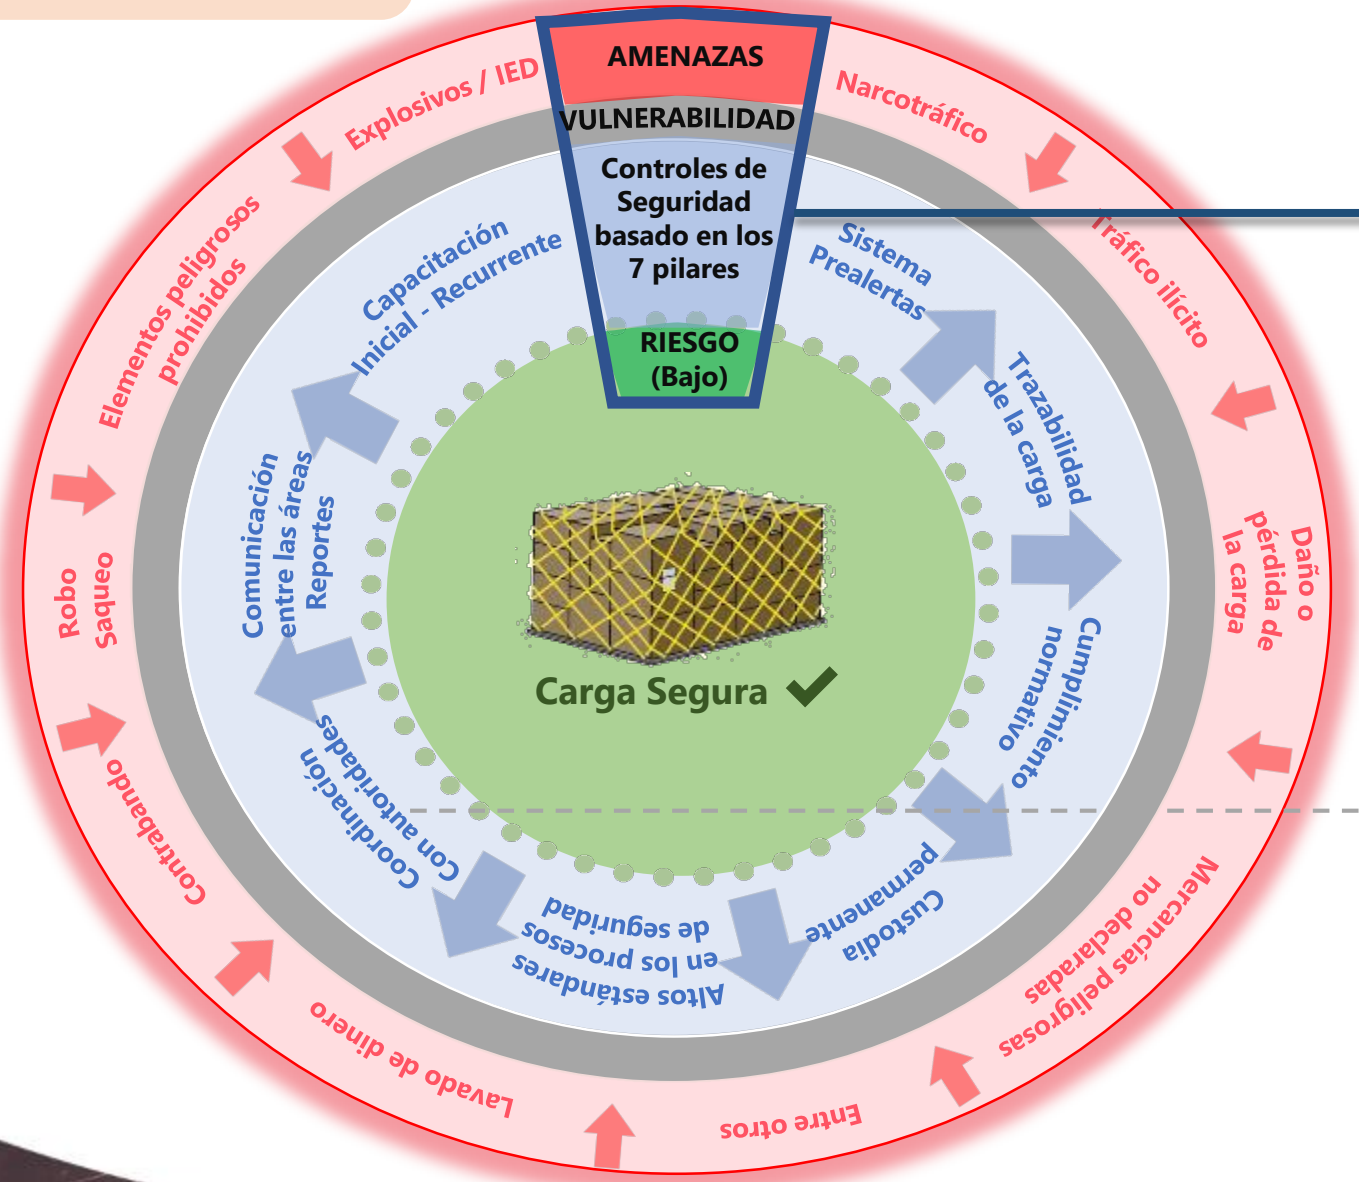 AMENAZAS
VULNERABILIDAD
Controles de
Seguridad
basado en los
7 pilares
RIESGO
(Bajo)
Narcotráfico
Tráfico ilícito
Daño o
pérdida de
la carga
Mercancías peligrosas
no declaradas
Entre otros
Lavado de dinero
Contrabando
Robo
Saqueo
Elementos peligrosos
prohibidos
Explosivos / IED
Sistema
Prealertas
Trazabilidad
de la carga
Cumplimiento
normativo
Custodia
permanente
Altos estándares
en los procesos
de seguridad
Coordinación
Con autoridades
Comunicación
entre las áreas
Reportes
Capacitación
Inicial - Recurrente
Carga Segura